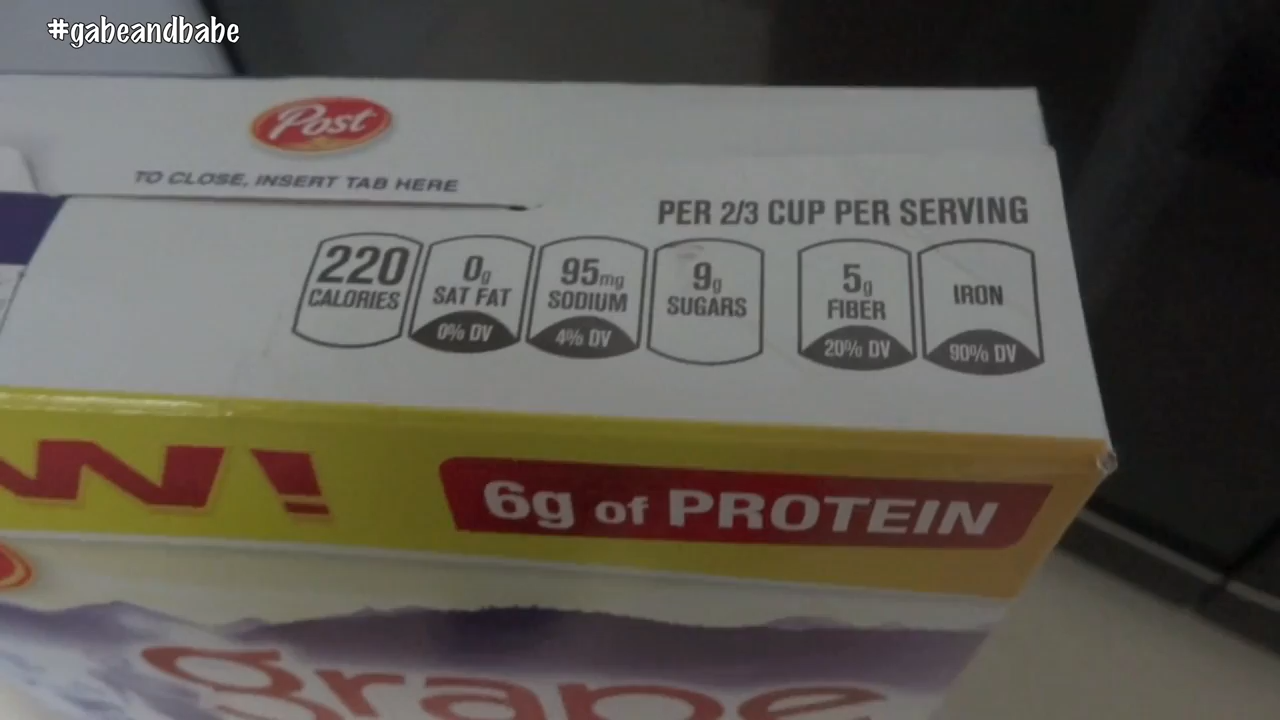 #gabeandbabe
Post
TO CLOSE, INSERT TAB HERE
PER 2/3 CUP PER SERVING
220
CALORIES
0g
SAT FAT
0% DV
95mg
SODIUM
4% DV
9g
SUGARS
5g
FIBER
20% DV
IRON
90% DV
W!
6g of PROTEIN
grape